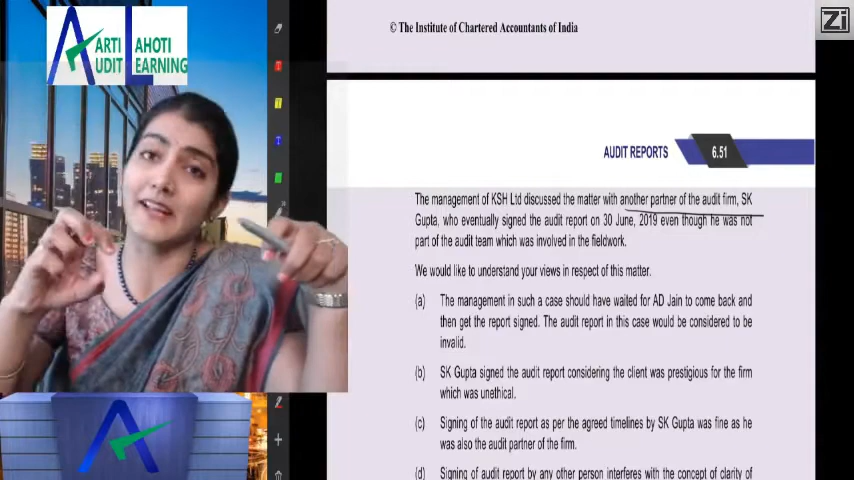 ARTI LAHOTI
AUDIT LEARNING
© The Institute of Chartered Accountants of India
Zi
AUDIT REPORTS 6.51
The management of KSH Ltd discussed the matter with another partner of the audit firm, SK
Gupta, who eventually signed the audit report on 30 June, 2019 even though he was not
part of the audit team which was involved in the fieldwork.
We would like to understand your views in respect of this matter.
(a) The management in such a case should have waited for AD Jain to come back and
then get the report signed. The audit report in this case would be considered to be
invalid.
(b) SK Gupta signed the audit report considering the client was prestigious for the firm
which was unethical.
(c) Signing of the audit report as per the agreed timelines by SK Gupta was fine as he
was also the audit partner of the firm.
(d) Signing of audit report by any other person interferes with the concept of clarity of